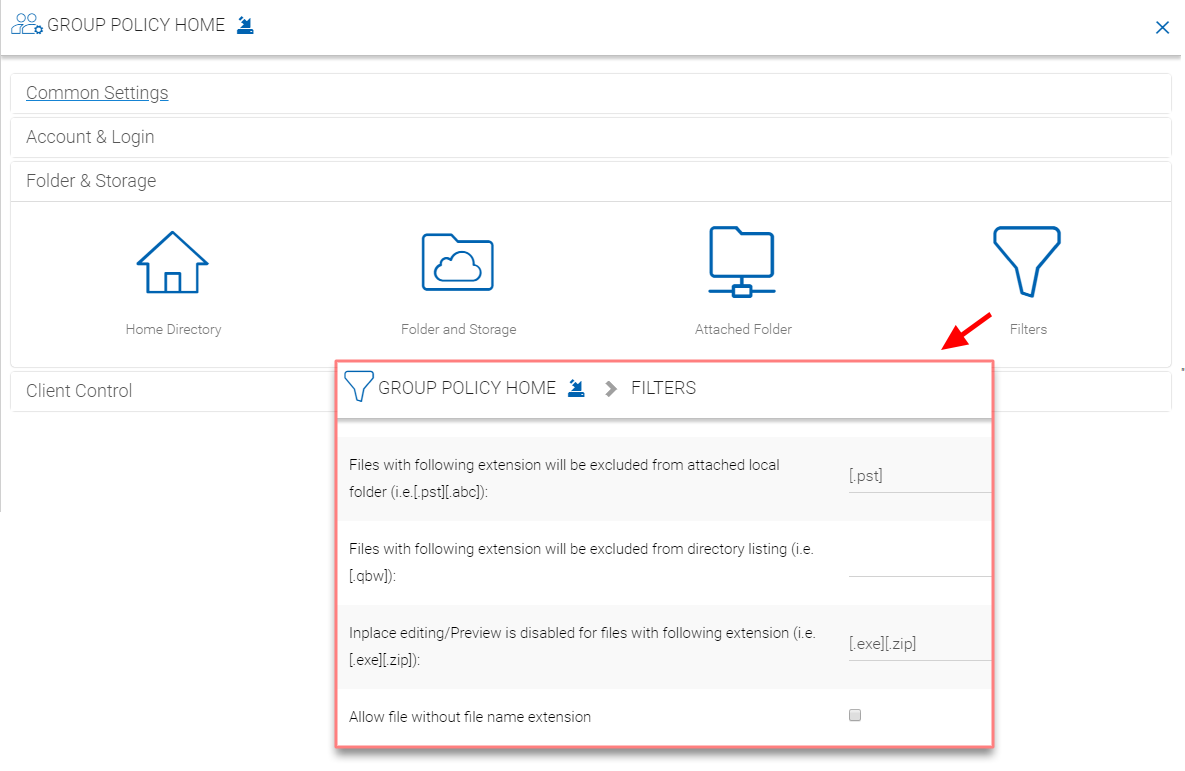 GROUP POLICY HOME
Common Settings
Account & Login
Folder & Storage
Home Directory
Folder and Storage
Attached Folder
Filters
Client Control
GROUP POLICY HOME
FILTERS
Files with following extension will be excluded from attached local
folder (i.e.[.pst][.abc]):
[.pst]
Files with following extension will be excluded from directory listing (i.e.
[.qbw]):
Inplace editing/Preview is disabled for files with following extension (i.e.
[.exe][.zip]):
[.exe][.zip]
Allow file without file name extension